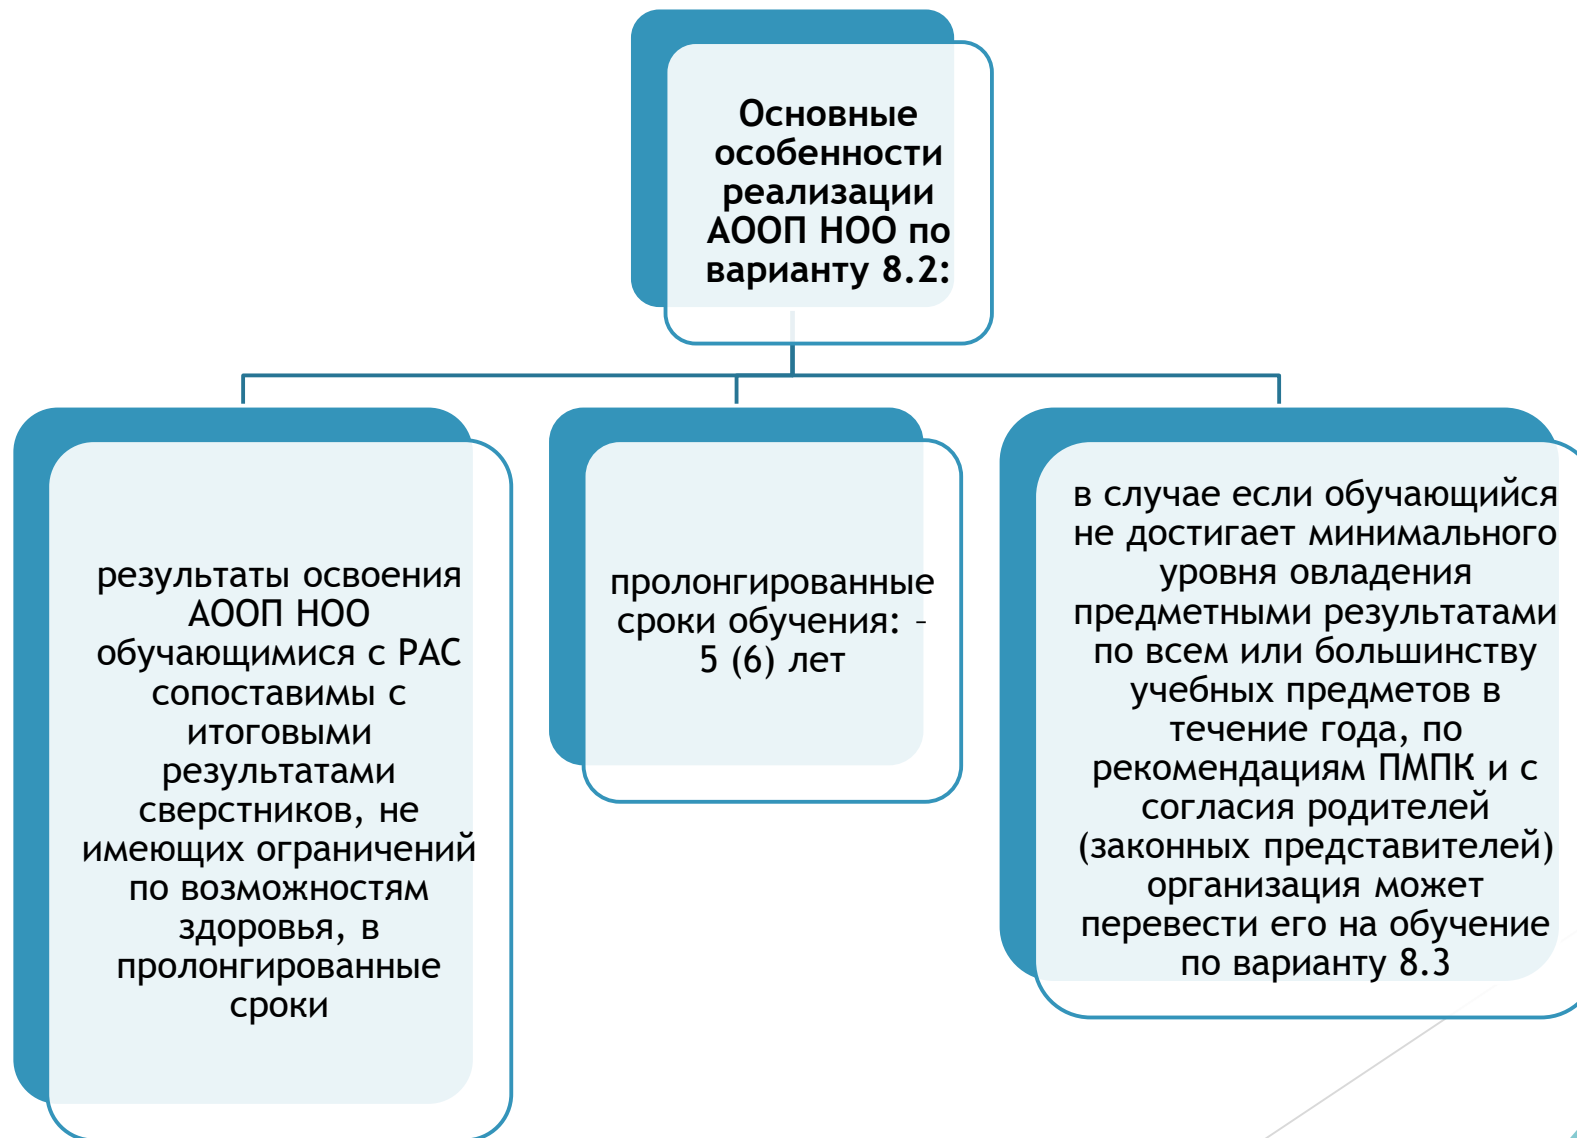 Основные
особенности
реализации
АООП НОО по
варианту 8.2:
результаты освоения
АООП НОО
обучающимися с РАС
сопоставимы с
итоговыми
результатами
сверстников, не
имеющих ограничений
по возможностям
здоровья, в
пролонгированные
сроки
пролонгированные
сроки обучения: –
5 (6) лет
в случае если обучающийся
не достигает минимального
уровня овладения
предметными результатами
по всем или большинству
учебных предметов в
течение года, по
рекомендациям ПМПК и с
согласия родителей
(законных представителей)
организация может
перевести его на обучение
по варианту 8.3